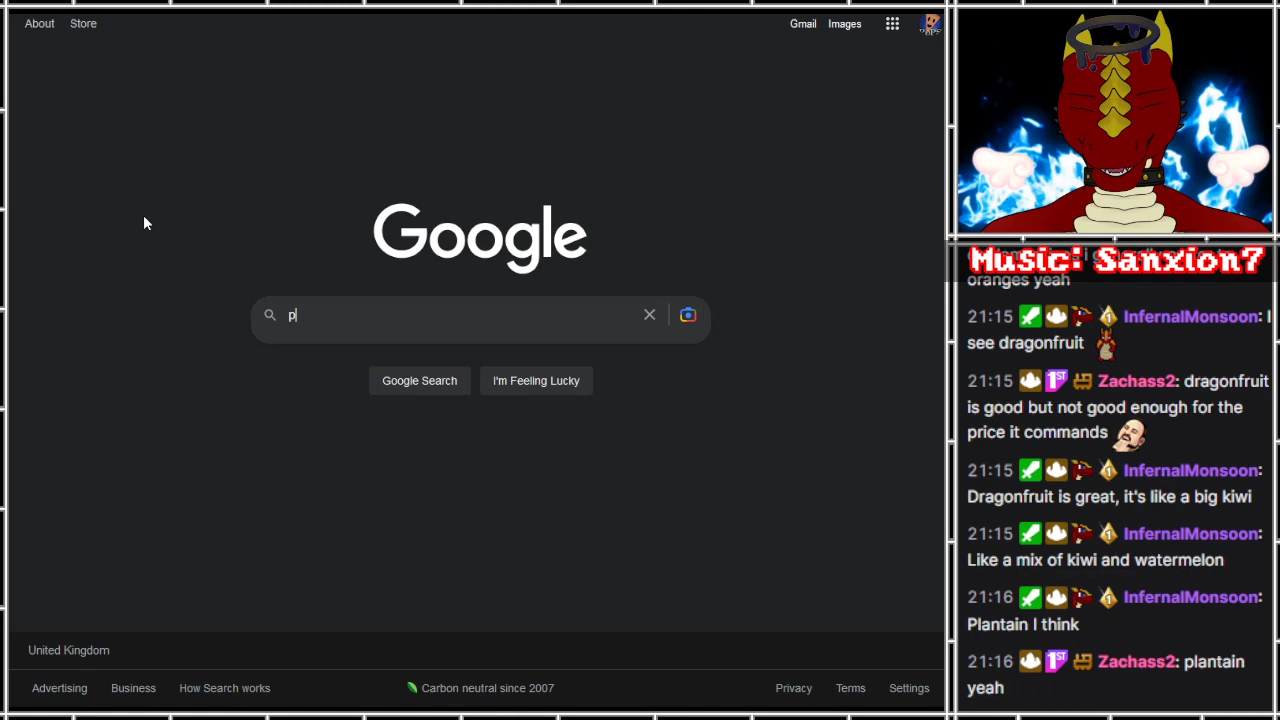 About Store
Gmail Images
Google
p
Google Search I'm Feeling Lucky
United Kingdom
Advertising Business How Search works
Carbon neutral since 2007
Privacy Terms Settings
Music: Sanxion7
oranges yeah
21:15 InfernalMonsoon: I
see dragonfruit
21:15 1ST Zachass2: dragonfruit
is good but not good enough for the
price it commands
21:15 InfernalMonsoon:
Dragonfruit is great, it's like a big kiwi
21:15 InfernalMonsoon:
Like a mix of kiwi and watermelon
21:16 InfernalMonsoon:
Plantain I think
21:16 1ST Zachass2: plantain
yeah